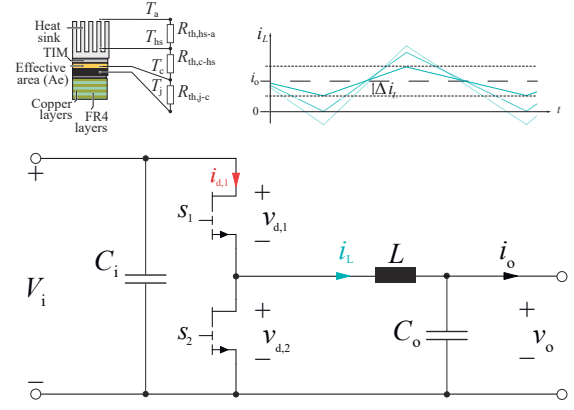 Heat
sink
TIM
Effective
area (Ae)
Copper
layers
FR4
layers
T_a
T_hs
T_c
T_j
R_th,hs-a
R_th,c-hs
R_th,j-c
i_L
i_o
0
Δi_r
t
+
−
V_i
C_i
i_d,1
s_1
+
v_d,1
−
s_2
+
v_d,2
−
i_L
L
i_o
C_o
+
v_o
−